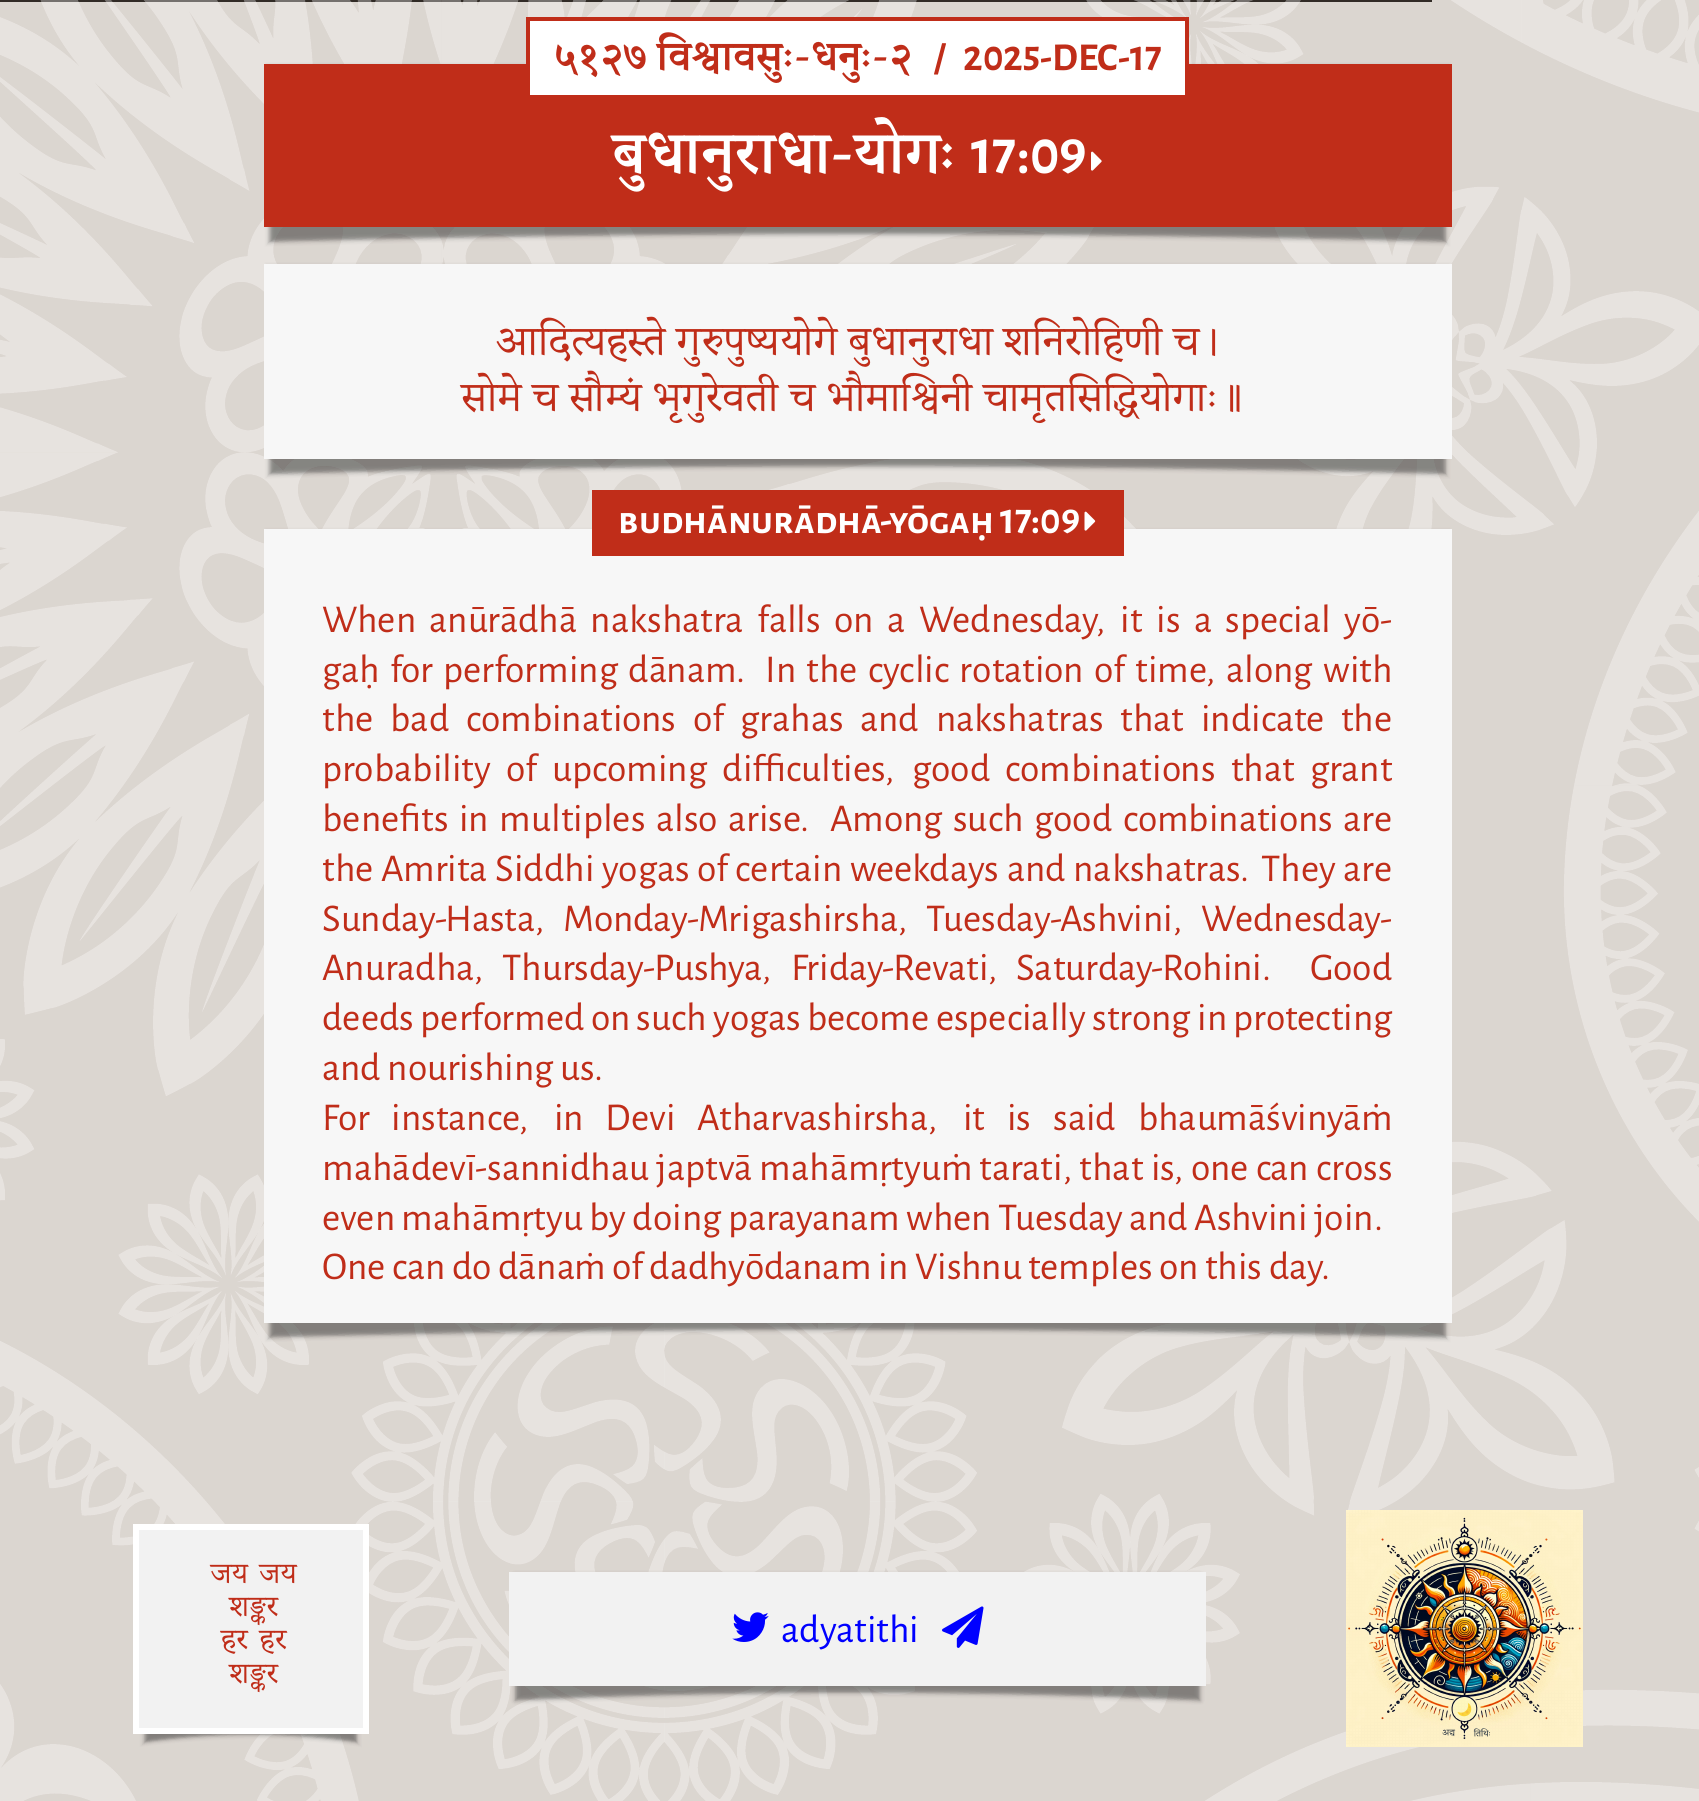 ५१२७ विश्वावसुः-धनुः-२ / 2025-DEC-17
बुधानुराधा-योगः 17:09
आदित्यहस्ते गुरुपुष्ययोगे बुधानुराधा शनिरोहिणी च।
सोमे च सौम्यं भृगुरेवती च भौमाश्विनी चामृतसिद्धियोगाः॥
BUDHĀNURĀDHĀ-YŌGAḤ 17:09
When anūrādhā nakshatra falls on a Wednesday, it is a special yō-
gaḥ for performing dānam. In the cyclic rotation of time, along with
the bad combinations of grahas and nakshatras that indicate the
probability of upcoming difficulties, good combinations that grant
benefits in multiples also arise. Among such good combinations are
the Amrita Siddhi yogas of certain weekdays and nakshatras. They are
Sunday-Hasta, Monday-Mrigashirsha, Tuesday-Ashvini, Wednesday-
Anuradha, Thursday-Pushya, Friday-Revati, Saturday-Rohini. Good
deeds performed on such yogas become especially strong in protecting
and nourishing us.
For instance, in Devi Atharvashirsha, it is said bhaumāśvinyāṁ
mahādevī-sannidhau japtvā mahāmṛtyuṁ tarati, that is, one can cross
even mahāmṛtyu by doing parayanam when Tuesday and Ashvini join.
One can do dānaṁ of dadhyōdanam in Vishnu temples on this day.
जय जय
शङ्कर
हर हर
शङ्कर
adyatithi
अद्य तिथिः